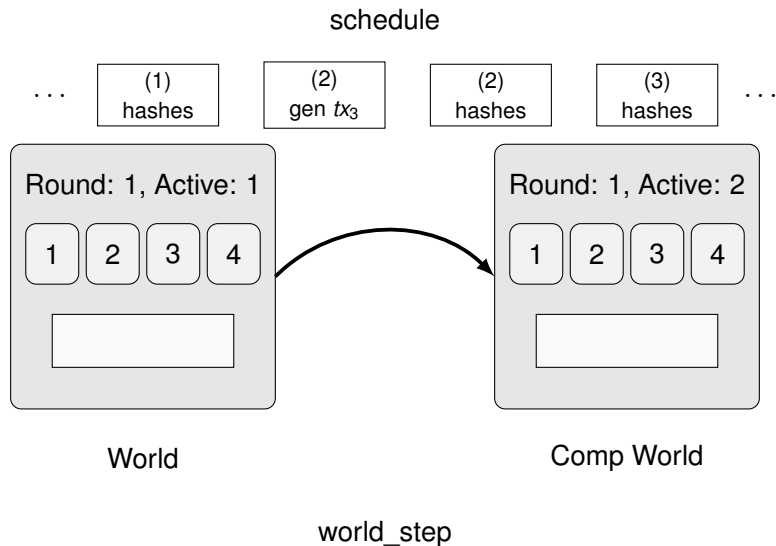 schedule
. . .
(1)
hashes
(2)
gen tx₃
(2)
hashes
(3)
hashes
. . .
Round: 1, Active: 1
1 2 3 4
World
Round: 1, Active: 2
1 2 3 4
Comp World
world_step